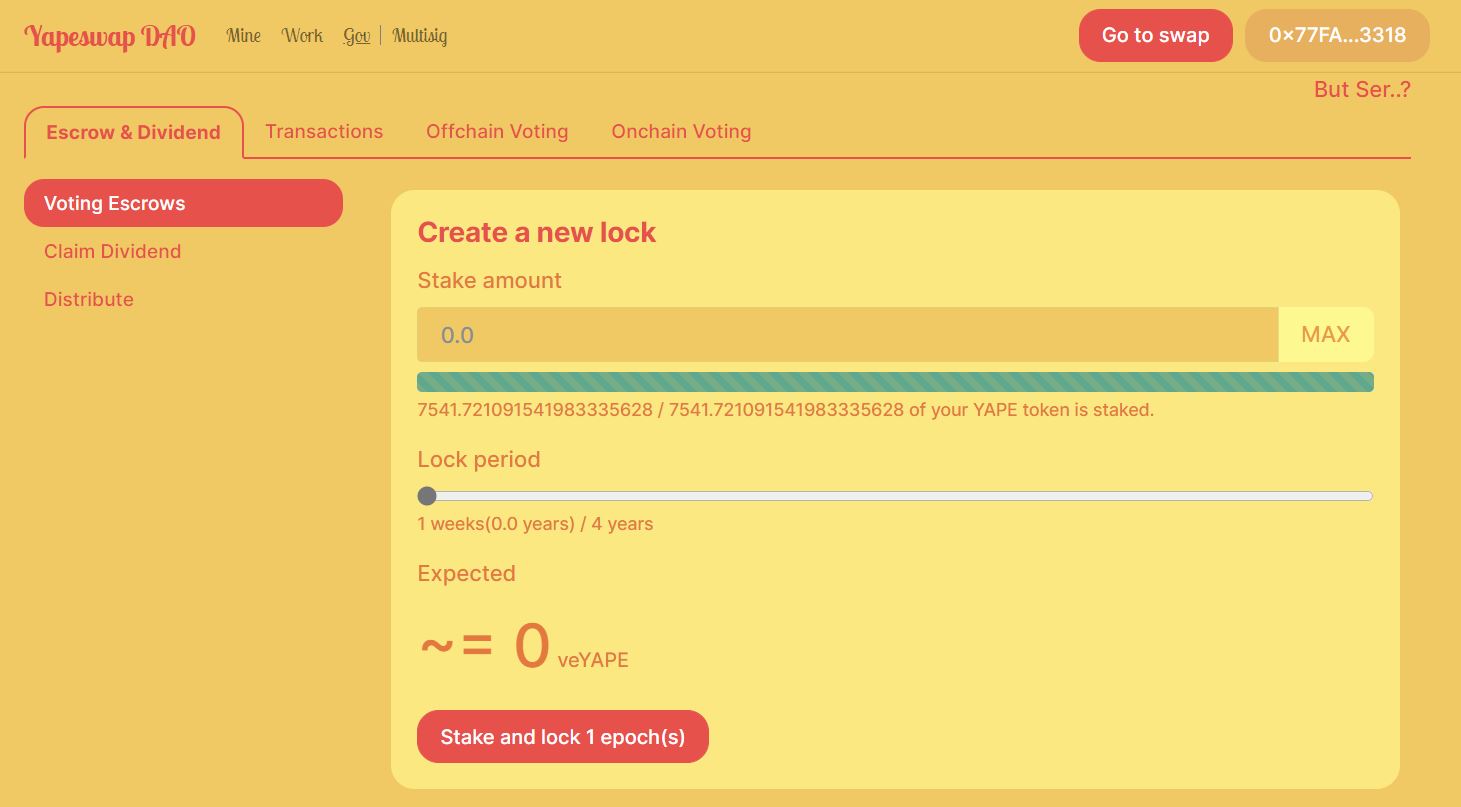 Yapeswap DAO Mine Work Gov | Multisig Go to swap 0x77FA...3318
But Ser..?
Escrow & Dividend Transactions Offchain Voting Onchain Voting
Voting Escrows
Claim Dividend
Distribute
Create a new lock
Stake amount
0.0 MAX
7541.721091541983335628 / 7541.721091541983335628 of your YAPE token is staked.
Lock period
1 weeks(0.0 years) / 4 years
Expected
~= 0 veYAPE
Stake and lock 1 epoch(s)